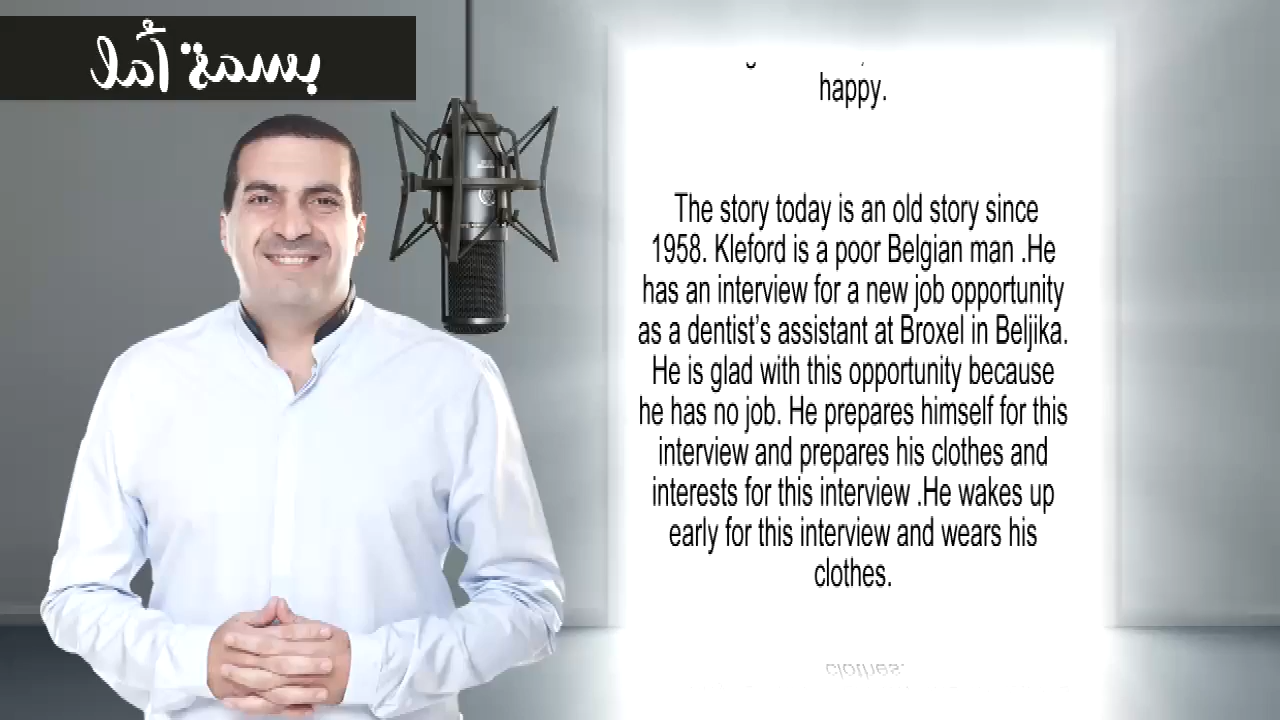 بسمة أمل
happy.
The story today is an old story since
1958. Kleford is a poor Belgian man .He
has an interview for a new job opportunity
as a dentist’s assistant at Broxel in Beljika.
He is glad with this opportunity because
he has no job. He prepares himself for this
interview and prepares his clothes and
interests for this interview .He wakes up
early for this interview and wears his
clothes.